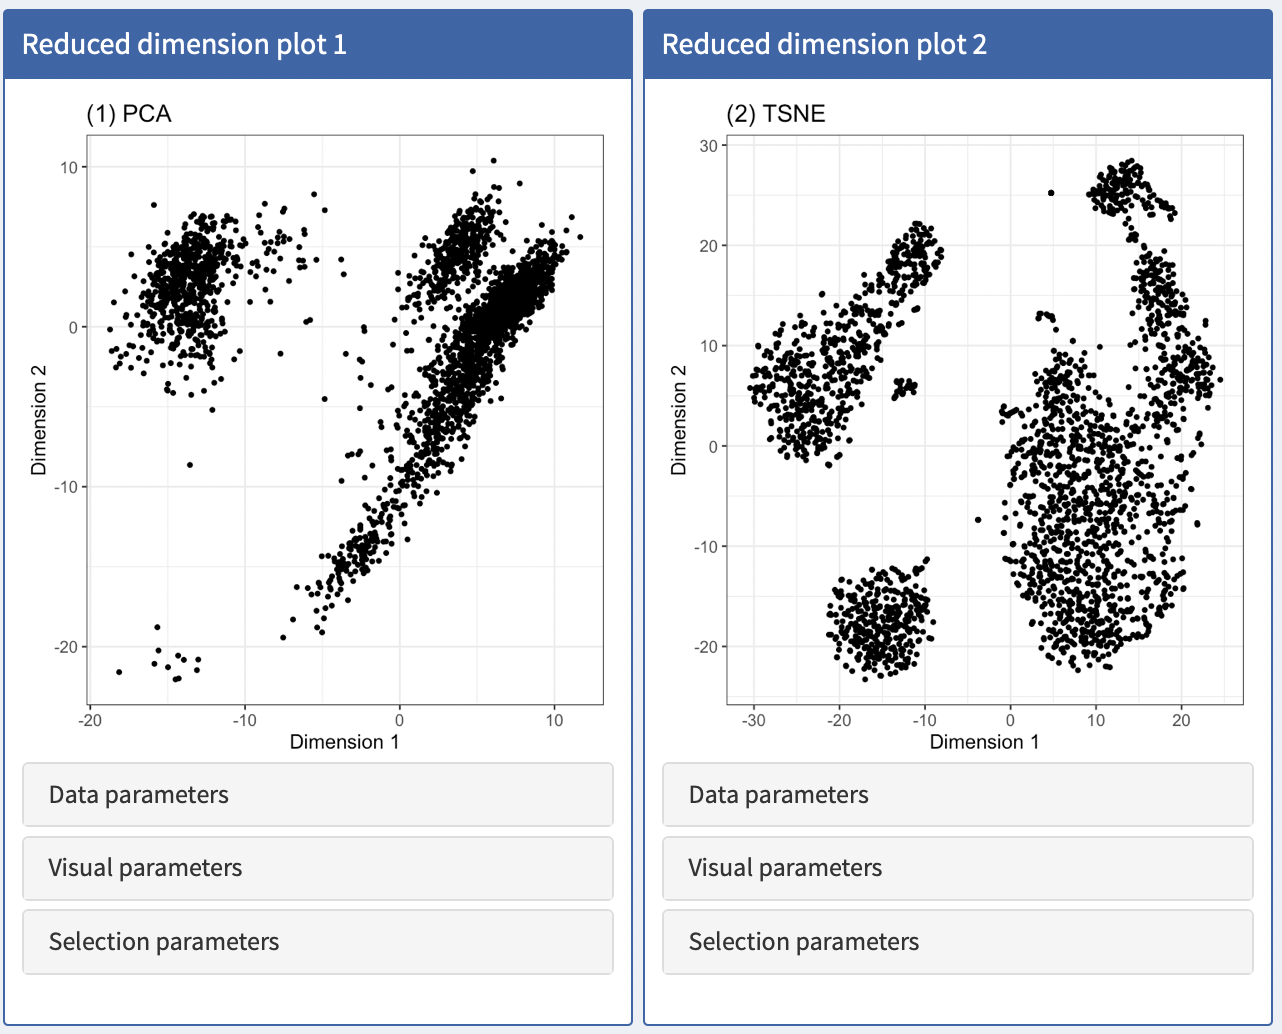 Reduced dimension plot 1
(1) PCA
10
0
-10
-20
Dimension 2
-20 -10 0 10
Dimension 1
Data parameters
Visual parameters
Selection parameters
Reduced dimension plot 2
(2) TSNE
30
20
10
0
-10
-20
Dimension 2
-30 -20 -10 0 10 20
Dimension 1
Data parameters
Visual parameters
Selection parameters